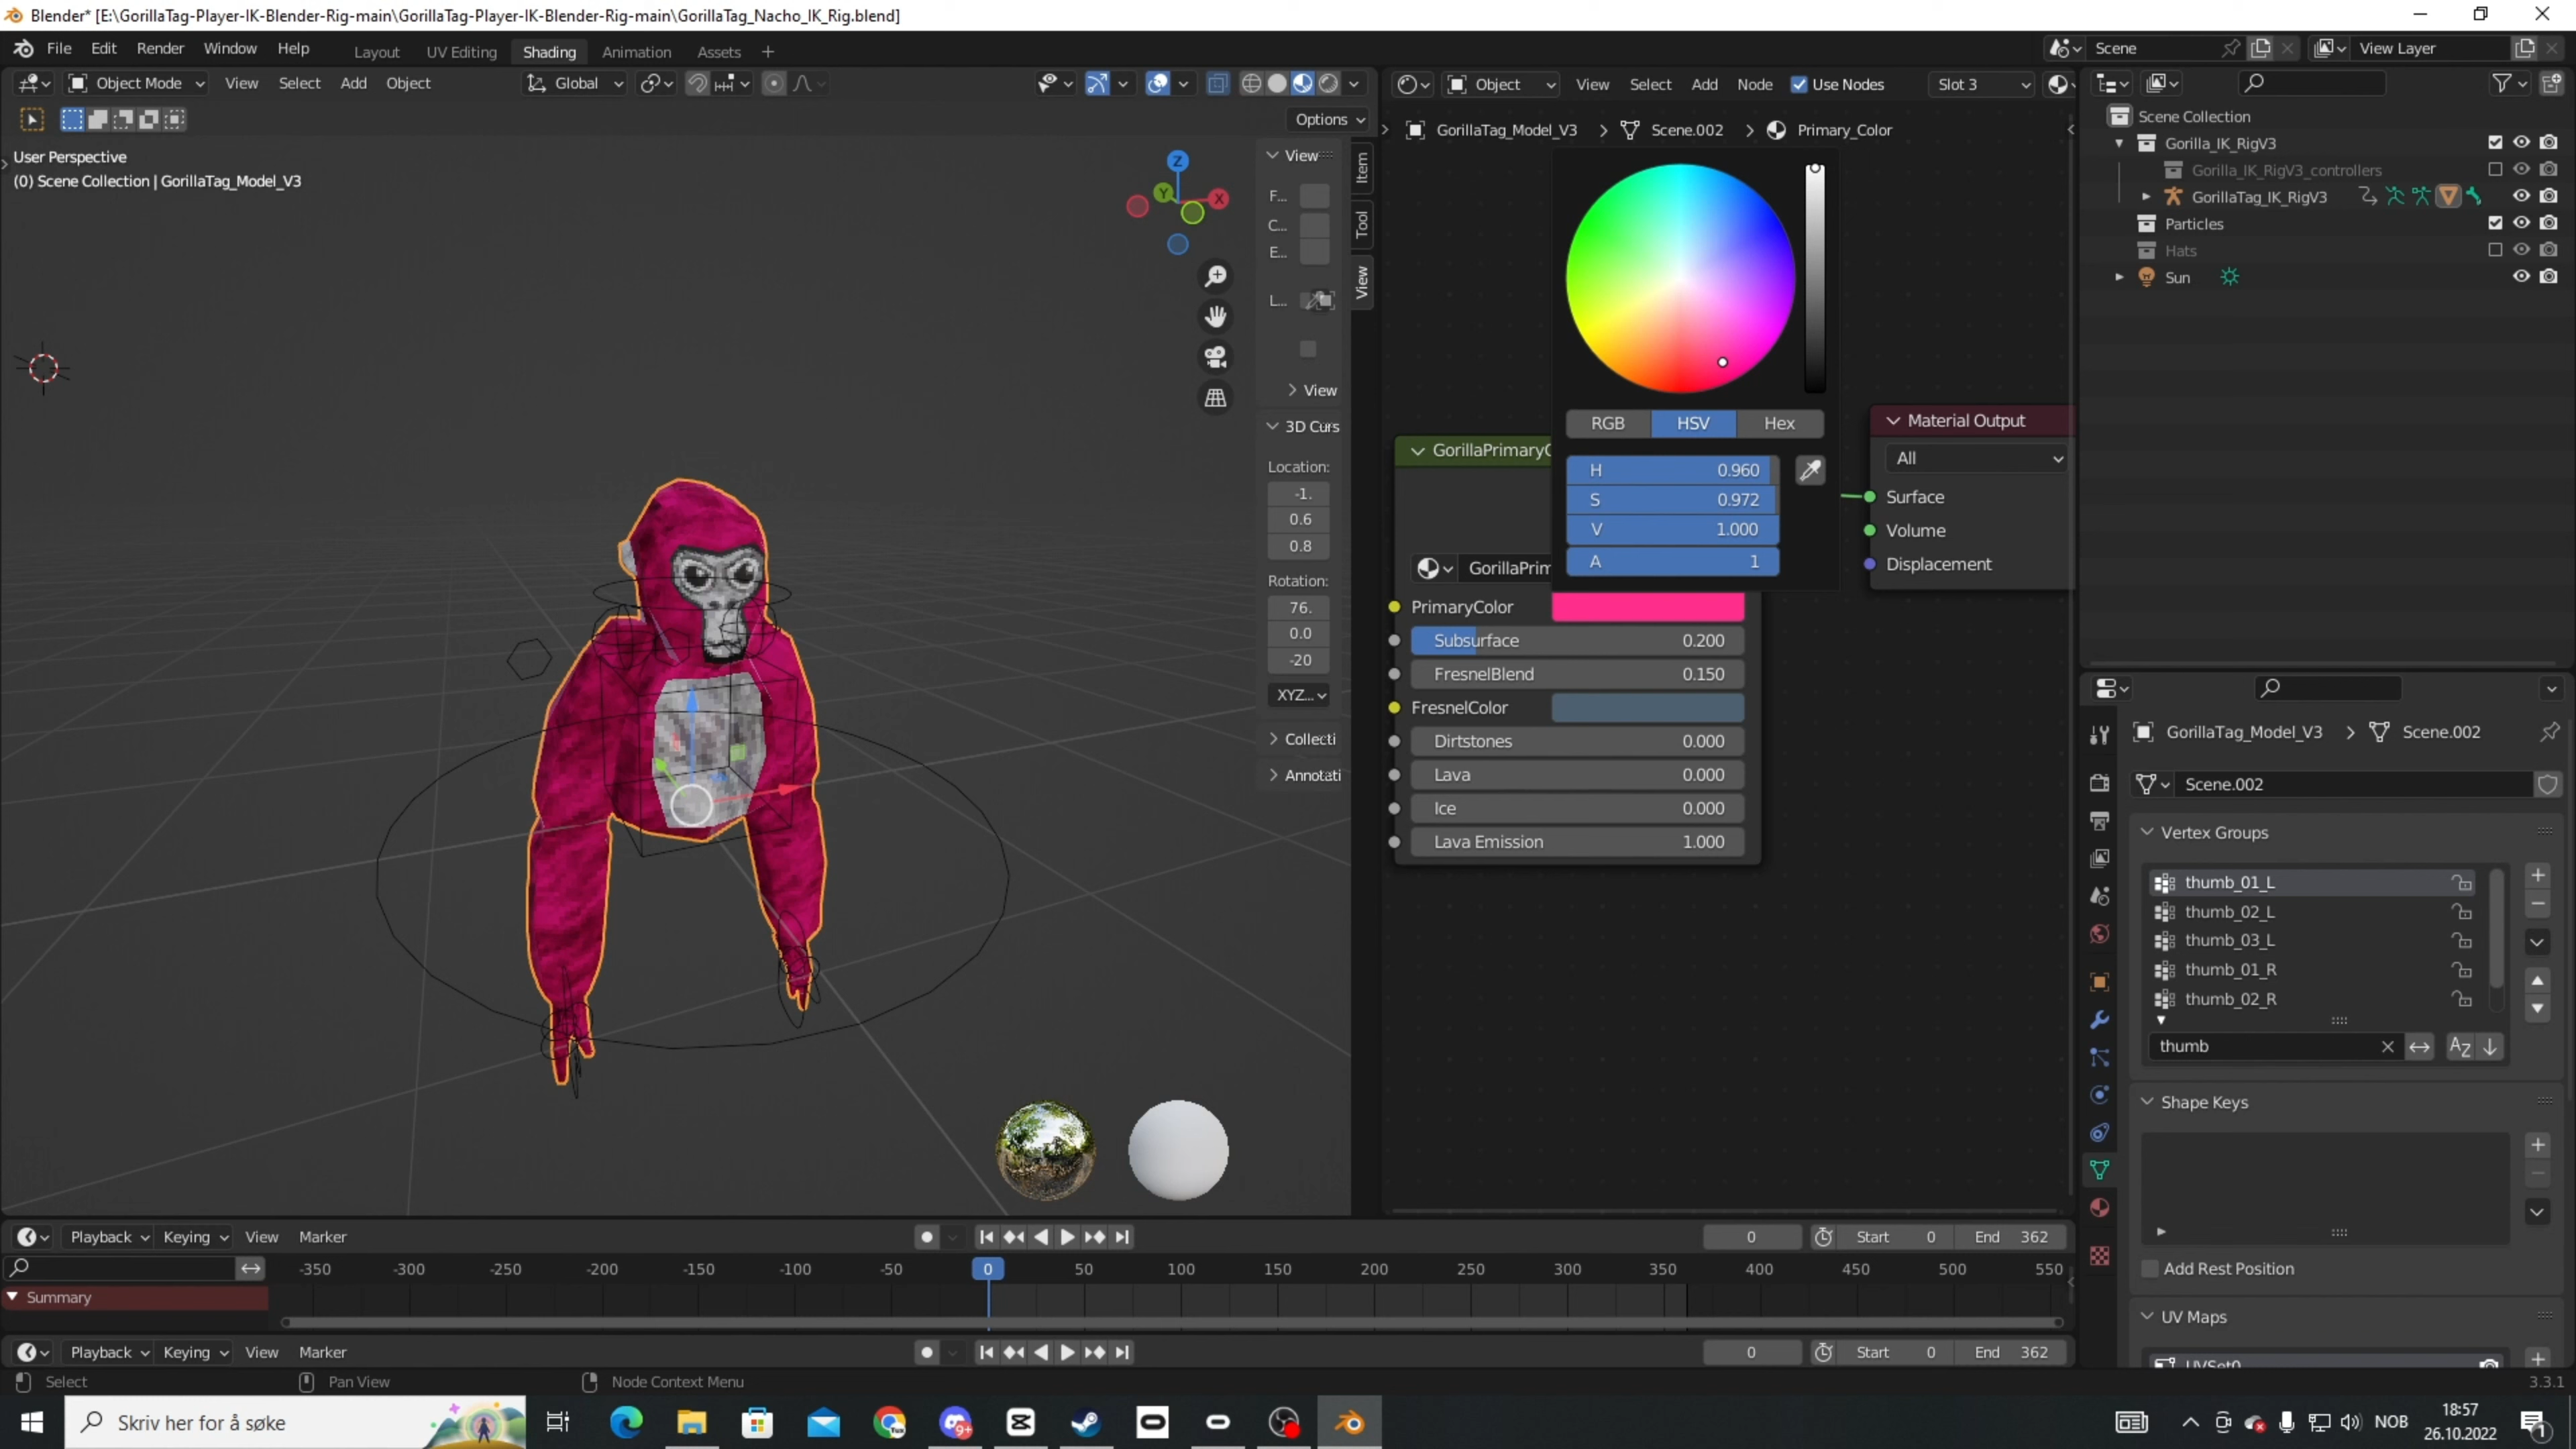 Blender* [E:\GorillaTag-Player-IK-Blender-Rig-main\GorillaTag-Player-IK-Blender-Rig-main\GorillaTag_Nacho_IK_Rig.blend]
File Edit Render Window Help Layout UV Editing Shading Animation Assets + Scene View Layer
Object Mode View Select Add Object Global Object View Select Add Node Use Nodes Slot 3
Options
GorillaTag_Model_V3 > Scene.002 > Primary_Color
User Perspective
(0) Scene Collection | GorillaTag_Model_V3
Z
Y
X
View
F...
C...
E...
L...
View
3D Curs
Location:
-1.
0.6
0.8
Rotation:
76.
0.0
-20
XYZ...
Collecti
Annotati
Item
Tool
View
RGB HSV Hex
H 0.960
S 0.972
V 1.000
A 1
GorillaPrimaryC
GorillaPrim
PrimaryColor
Subsurface 0.200
FresnelBlend 0.150
FresnelColor
Dirtstones 0.000
Lava 0.000
Ice 0.000
Lava Emission 1.000
Material Output
All
Surface
Volume
Displacement
Scene Collection
Gorilla_IK_RigV3
Gorilla_IK_RigV3_controllers
GorillaTag_IK_RigV3
Particles
Hats
Sun
GorillaTag_Model_V3 > Scene.002
Scene.002
Vertex Groups
thumb_01_L
thumb_02_L
thumb_03_L
thumb_01_R
thumb_02_R
thumb
Shape Keys
Add Rest Position
UV Maps
UVSet0
Playback Keying View Marker 0 Start 0 End 362
-350 -300 -250 -200 -150 -100 -50 0 50 100 150 200 250 300 350 400 450 500 550
Summary
Playback Keying View Marker 0 Start 0 End 362
Select Pan View Node Context Menu 3.3.1
Skriv her for å søke
9+
NOB
18:57
26.10.2022
1